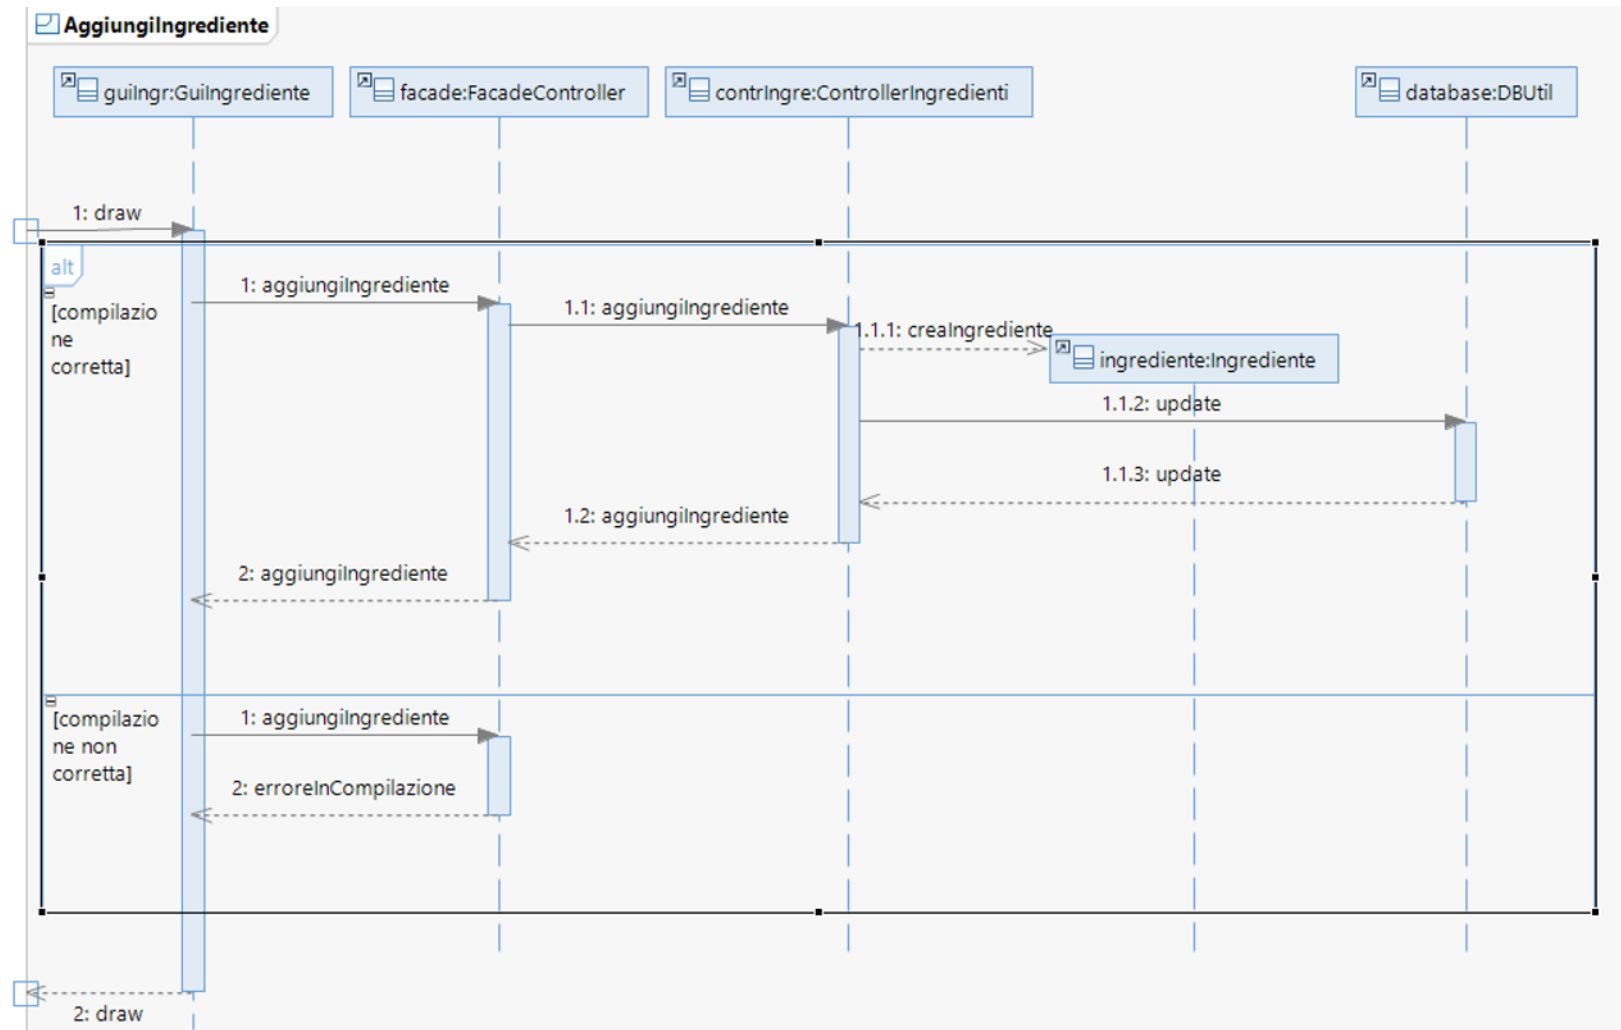 AggiungiIngrediente
guiIngr:GuiIngrediente
facade:FacadeController
contrIngre:ControllerIngredienti
database:DBUtil
1: draw
alt
[compilazio
ne
corretta]
1: aggiungiIngrediente
1.1: aggiungiIngrediente
1.1.1: creaIngrediente
ingrediente:Ingrediente
1.1.2: update
1.1.3: update
1.2: aggiungiIngrediente
2: aggiungiIngrediente
[compilazio
ne non
corretta]
1: aggiungiIngrediente
2: erroreInCompilazione
2: draw